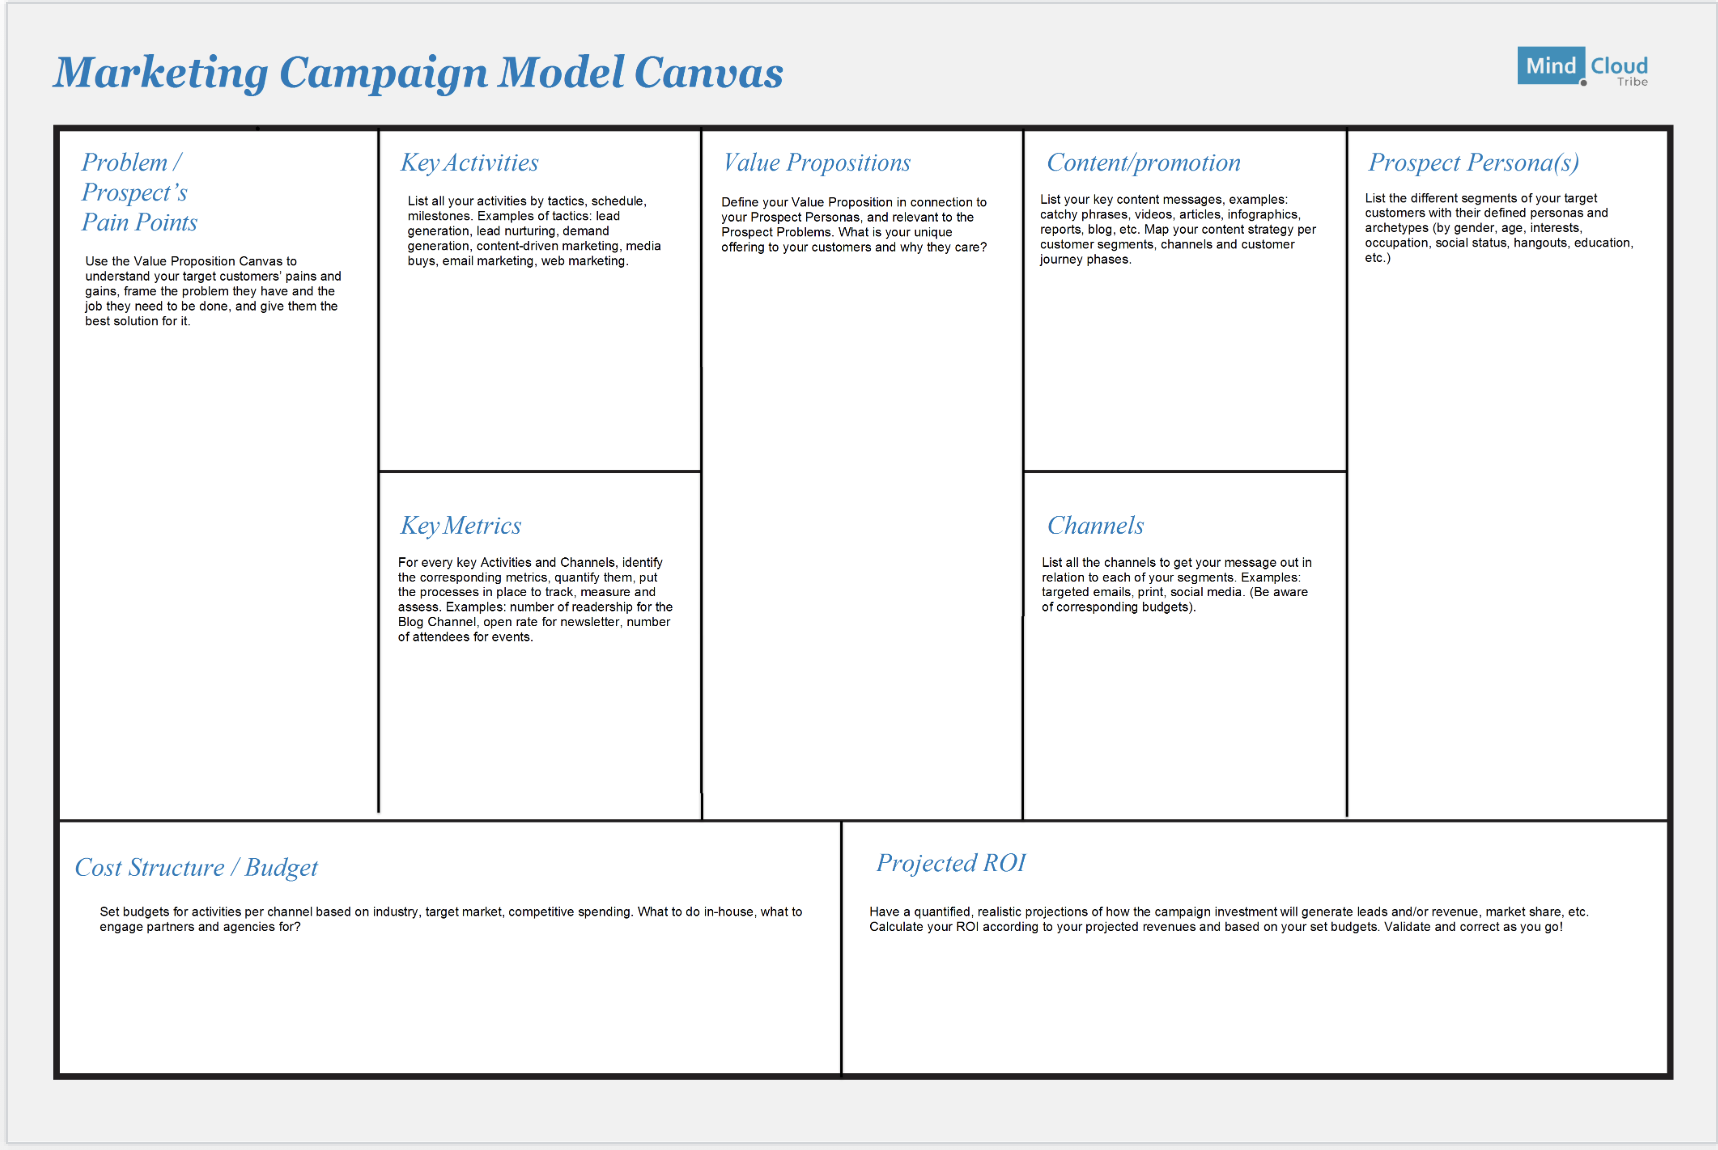 Marketing Campaign Model Canvas
Mind Cloud
Tribe
Problem /
Prospect’s
Pain Points
Use the Value Proposition Canvas to
understand your target customers’ pains and
gains, frame the problem they have and the
job they need to be done, and give them the
best solution for it.
Key Activities
List all your activities by tactics, schedule,
milestones. Examples of tactics: lead
generation, lead nurturing, demand
generation, content-driven marketing, media
buys, email marketing, web marketing.
Key Metrics
For every key Activities and Channels, identify
the corresponding metrics, quantify them, put
the processes in place to track, measure and
assess. Examples: number of readership for the
Blog Channel, open rate for newsletter, number
of attendees for events.
Value Propositions
Define your Value Proposition in connection to
your Prospect Personas, and relevant to the
Prospect Problems. What is your unique
offering to your customers and why they care?
Content/promotion
List your key content messages, examples:
catchy phrases, videos, articles, infographics,
reports, blog, etc. Map your content strategy per
customer segments, channels and customer
journey phases.
Channels
List all the channels to get your message out in
relation to each of your segments. Examples:
targeted emails, print, social media. (Be aware
of corresponding budgets).
Prospect Persona(s)
List the different segments of your target
customers with their defined personas and
archetypes (by gender, age, interests,
occupation, social status, hangouts, education,
etc.)
Cost Structure / Budget
Set budgets for activities per channel based on industry, target market, competitive spending. What to do in-house, what to
engage partners and agencies for?
Projected ROI
Have a quantified, realistic projections of how the campaign investment will generate leads and/or revenue, market share, etc.
Calculate your ROI according to your projected revenues and based on your set budgets. Validate and correct as you go!